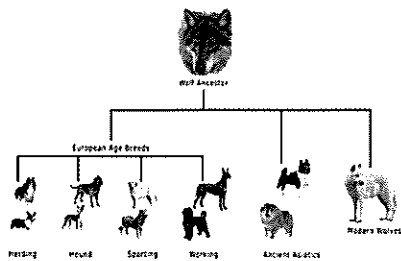 Wolf Ancestor
European Age Breeds
Herding
Hound
Sporting
Working
Ancient Asiatics
Modern Wolves